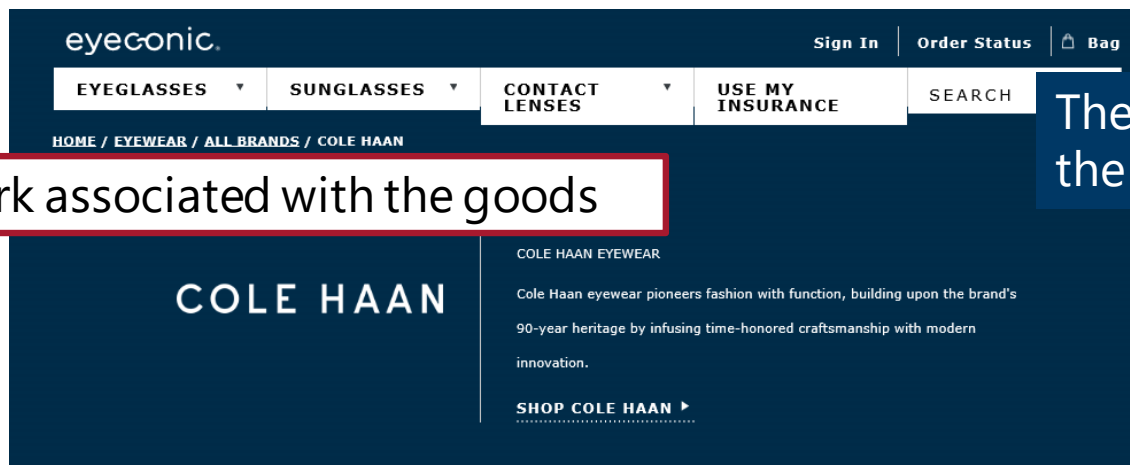 eyeconic.
Sign In Order Status Bag
EYEGLASSES SUNGLASSES CONTACT LENSES USE MY INSURANCE SEARCH
The
the
HOME / EYEWEAR / ALL BRANDS / COLE HAAN
rk associated with the goods
COLE HAAN EYEWEAR
COLE HAAN
Cole Haan eyewear pioneers fashion with function, building upon the brand's
90-year heritage by infusing time-honored craftsmanship with modern
innovation.
SHOP COLE HAAN